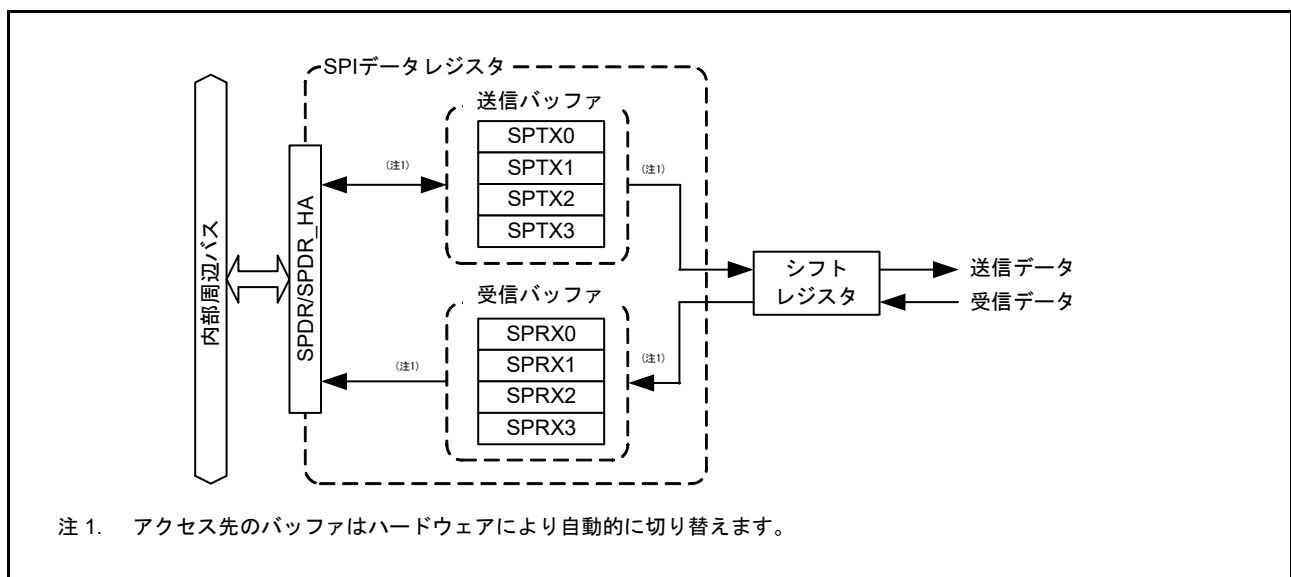 SPIデータレジスタ
送信バッファ
SPTX0
SPTX1
SPTX2
SPTX3
(注1)
(注1)
内部周辺バス
SPDR/SPDR_HA
シフト
レジスタ
送信データ
受信データ
受信バッファ
SPRX0
SPRX1
SPRX2
SPRX3
(注1)
(注1)
注 1. アクセス先のバッファはハードウェアにより自動的に切り替えます。